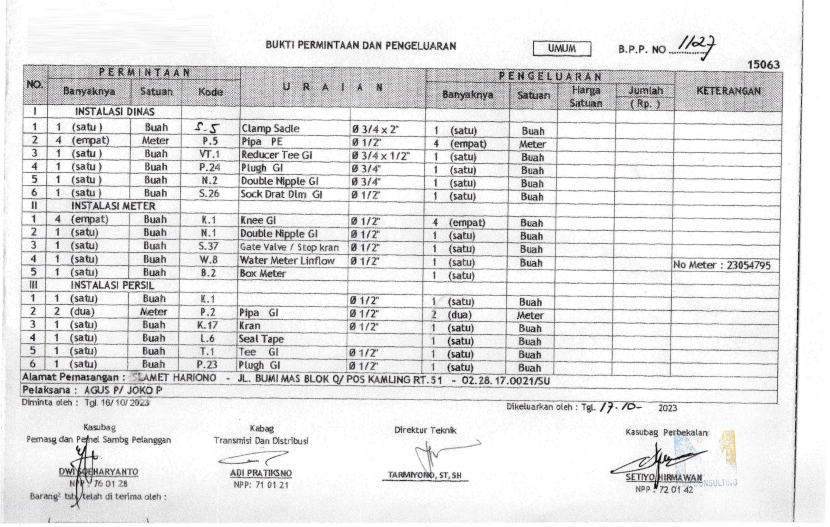 BUKTI PERMINTAAN DAN PENGELUARAN
UMUM
B.P.P. NO 1127
15063
NO. PERMINTAAN URAIAN PENGELUARAN KETERANGAN
Banyaknya Satuan Kode Banyaknya Satuan Harga Satuan Jumlah ( Rp. )
I INSTALASI DINAS
1 1 (satu ) Buah S-5 Clamp Sadle Ø 3/4 x 2" 1 (satu) Buah
2 4 (empat) Meter P.5 Pipa PE Ø 1/2" 4 (empat) Meter
3 1 (satu ) Buah VT.1 Reducer Tee GI Ø 3/4 x 1/2" 1 (satu) Buah
4 1 (satu ) Buah P.24 Plugh GI Ø 3/4" 1 (satu) Buah
5 1 (satu ) Buah N.2 Double Nipple GI Ø 3/4" 1 (satu) Buah
6 1 (satu ) Buah S.26 Sock Drat Dlm GI Ø 1/2" 1 (satu) Buah
II INSTALASI METER
1 4 (empat) Buah K.1 Knee GI Ø 1/2" 4 (empat) Buah
2 1 (satu) Buah N.1 Double Nipple GI Ø 1/2" 1 (satu) Buah
3 1 (satu) Buah S.37 Gate Valve / Stop kran Ø 1/2" 1 (satu) Buah
4 1 (satu) Buah W.8 Water Meter Linflow Ø 1/2" 1 (satu) Buah No Meter : 23054795
5 1 (satu) Buah B.2 Box Meter 1 (satu)
III INSTALASI PERSIL
1 1 (satu) Buah K.1 Ø 1/2" 1 (satu) Buah
2 2 (dua) Meter P.2 Pipa GI Ø 1/2" 2 (dua) Meter
3 1 (satu) Buah K.17 Kran Ø 1/2" 1 (satu) Buah
4 1 (satu) Buah L.6 Seal Tape 1 (satu) Buah
5 1 (satu) Buah T.1 Tee GI Ø 1/2" 1 (satu) Buah
6 1 (satu) Buah P.23 Plugh GI Ø 1/2" 1 (satu) Buah
Alamat Pemasangan : SLAMET HARIONO - JL. BUMI MAS BLOK Q/ POS KAMLING RT.51 - 02.28.17.0021/SU
Pelaksana : AGUS P/ JOKO P
Diminta oleh : Tgl. 16/10/2023
Dikeluarkan oleh : Tgl. 17-10- 2023
Kasubag Kabag Direktur Teknik Kasubag Perbekalan
Pemasg dan Pemel Sambg Pelanggan Transmisi Dan Distribusi
DWI SOEHARYANTO ADI PRATIKSNO TARMIYONO, ST, SH SETIYO HIRMAWAN
NPP : 76 01 28 NPP: 71 01 21 NPP : 72 01 42
CONSULTING
Barang² tsb telah di terima oleh :